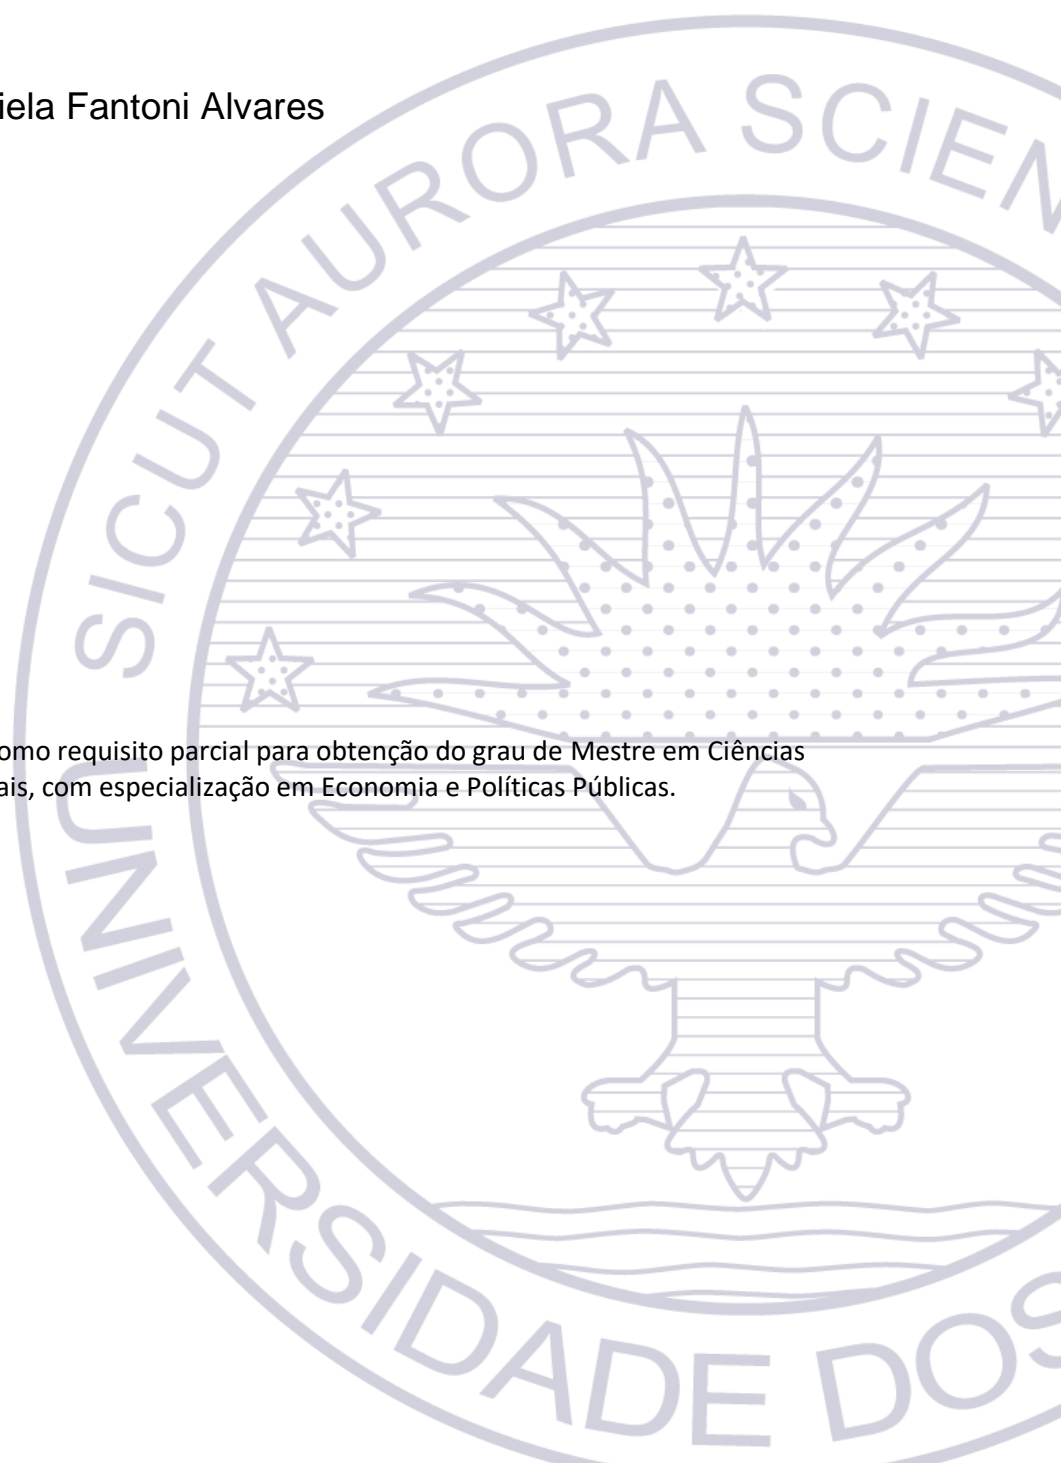 iela Fantoni Alvares
SICUT AURORA SCIEN
omo requisito parcial para obtenção do grau de Mestre em Ciências
ais, com especialização em Economia e Políticas Públicas.
UNIVERSIDADE DOS